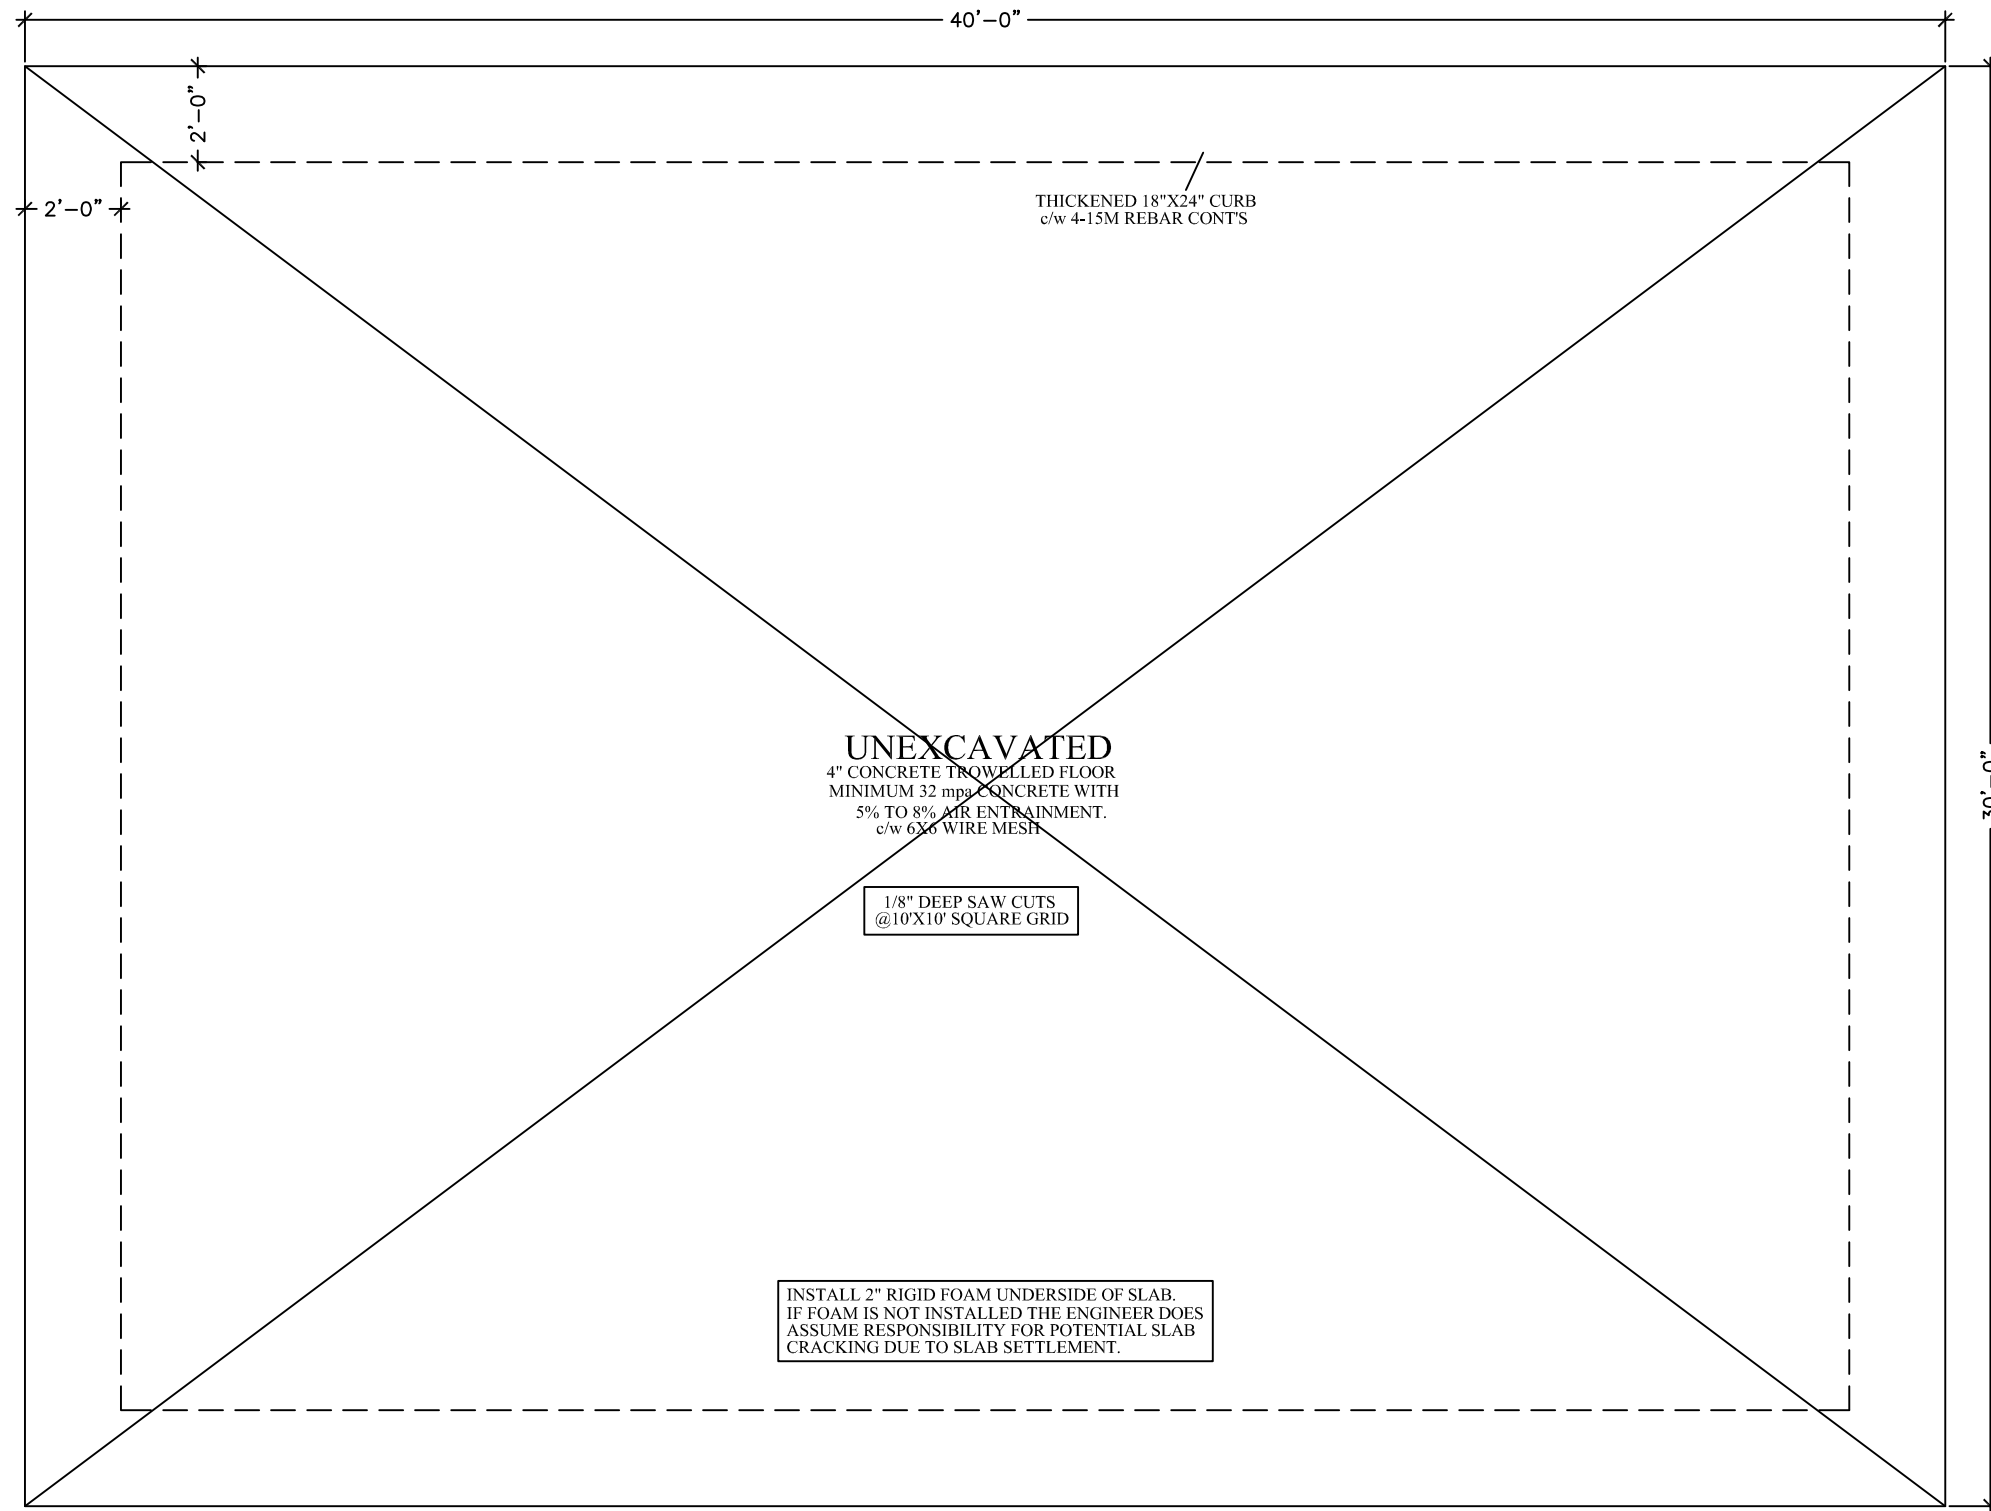 40'-0"
2'-0"
2'-0"
THICKENED 18"X24" CURB
c/w 4-15M REBAR CONT'S
UNEXCAVATED
4" CONCRETE TROWELLED FLOOR
MINIMUM 32 mpa CONCRETE WITH
5% TO 8% AIR ENTRAINMENT.
c/w 6X6 WIRE MESH
30'-0"
1/8" DEEP SAW CUTS
@10'X10' SQUARE GRID
INSTALL 2" RIGID FOAM UNDERSIDE OF SLAB.
IF FOAM IS NOT INSTALLED THE ENGINEER DOES
ASSUME RESPONSIBILITY FOR POTENTIAL SLAB
CRACKING DUE TO SLAB SETTLEMENT.